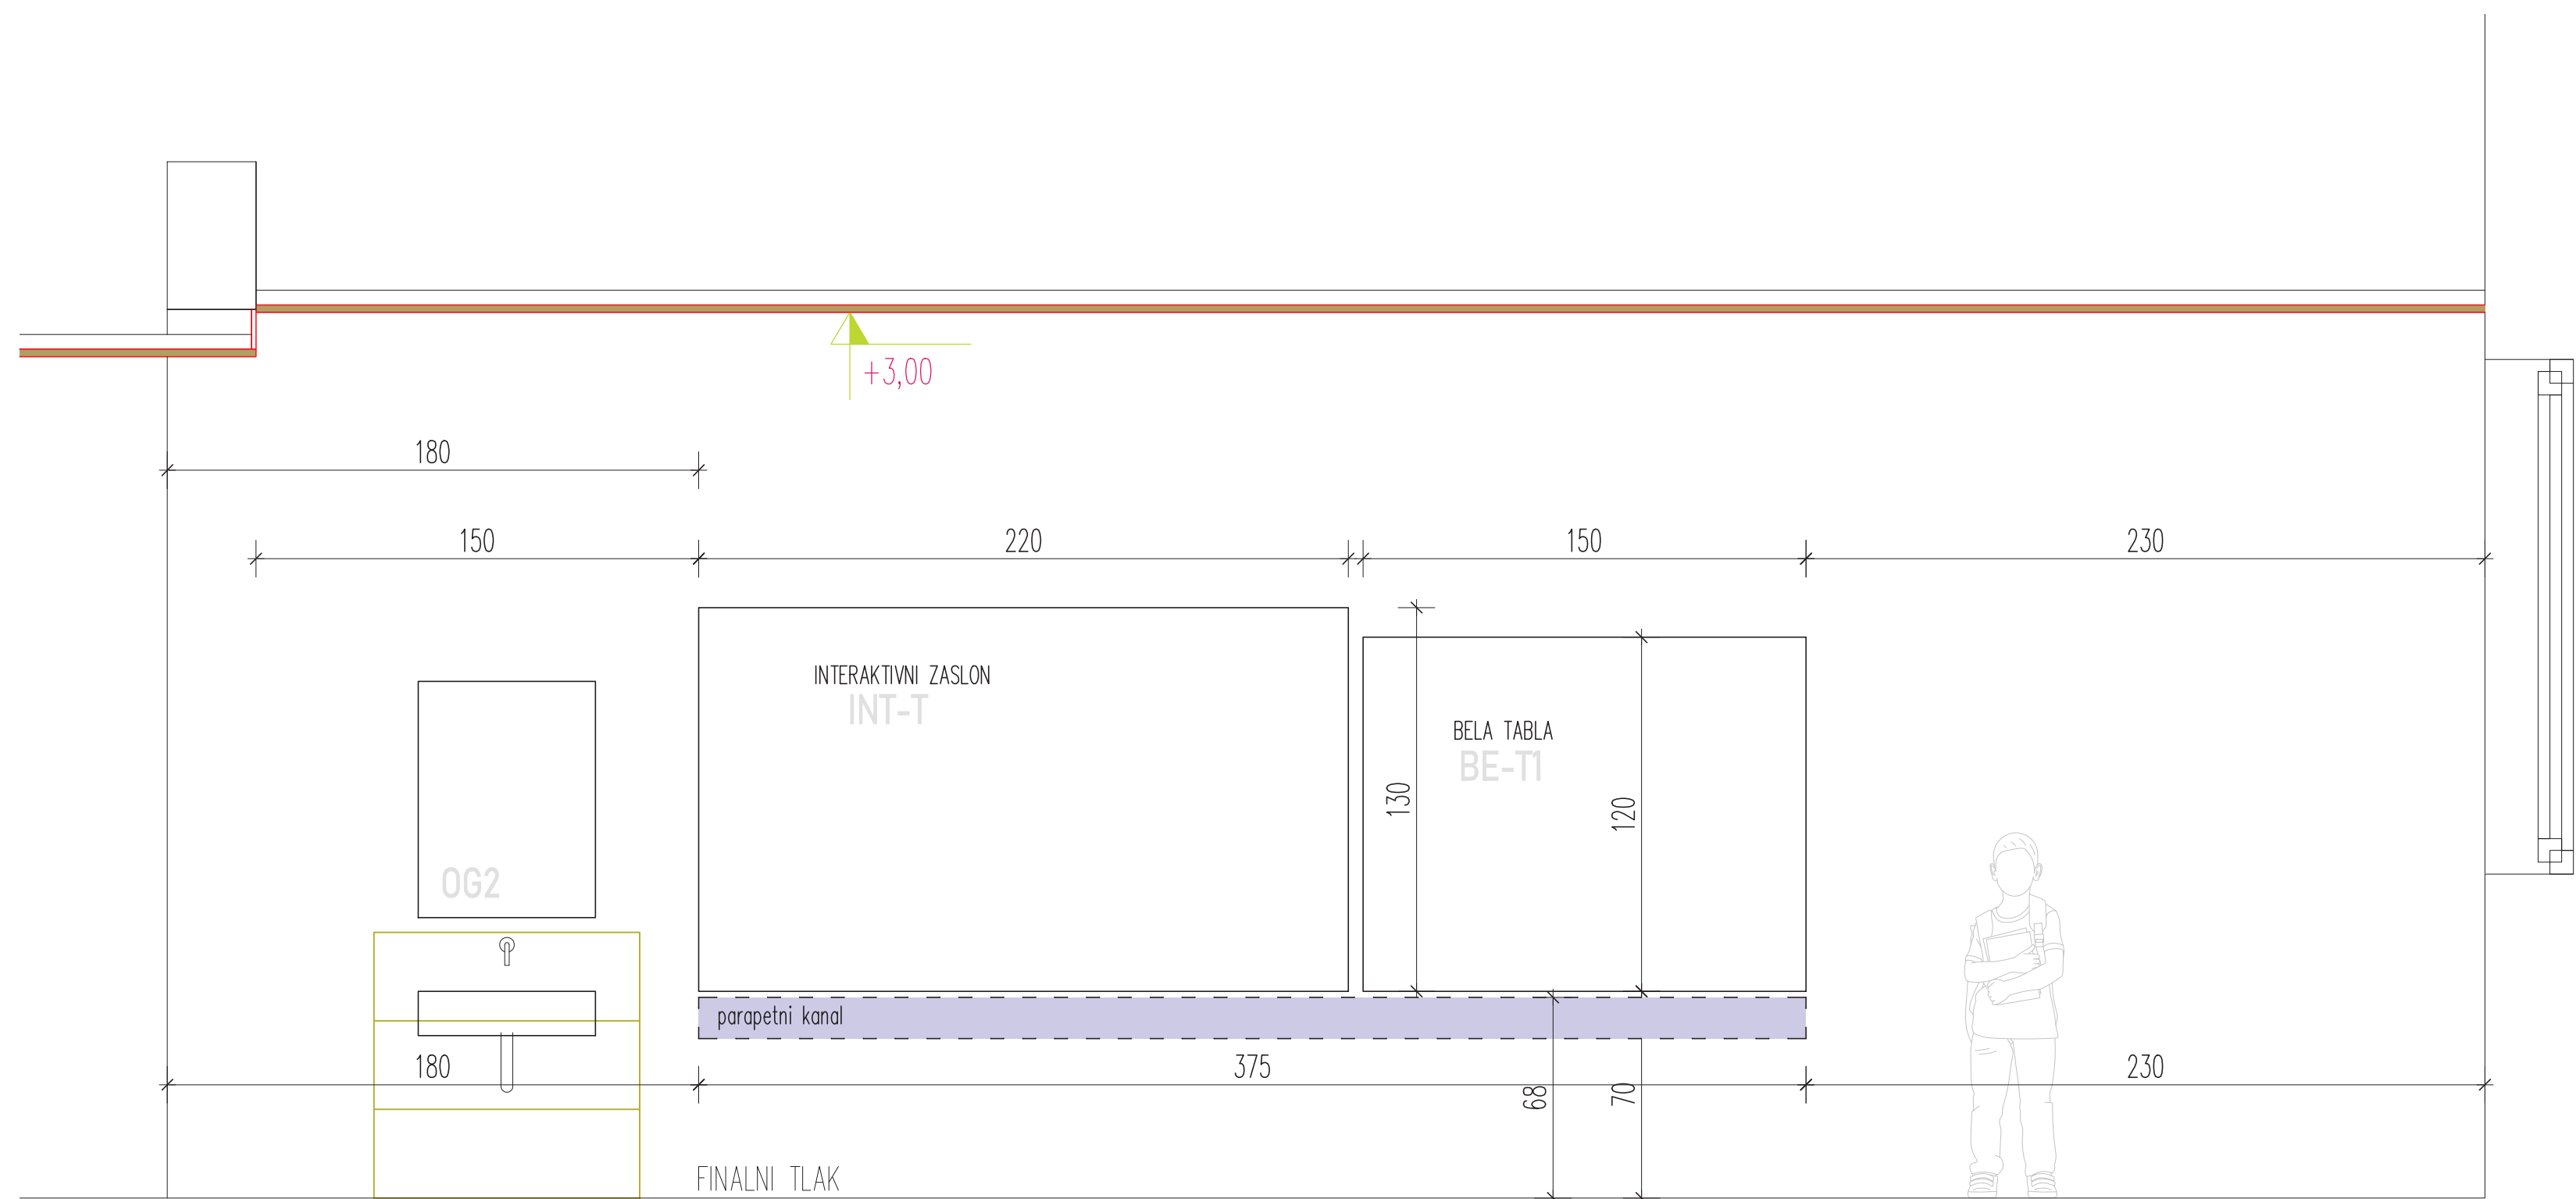 +3,00
180
150
220
150
230
INTERAKTIVNI ZASLON
INT-T
BELA TABLA
BE-T1
130
120
OG2
parapetni kanal
180
375
230
68
70
FINALNI TLAK